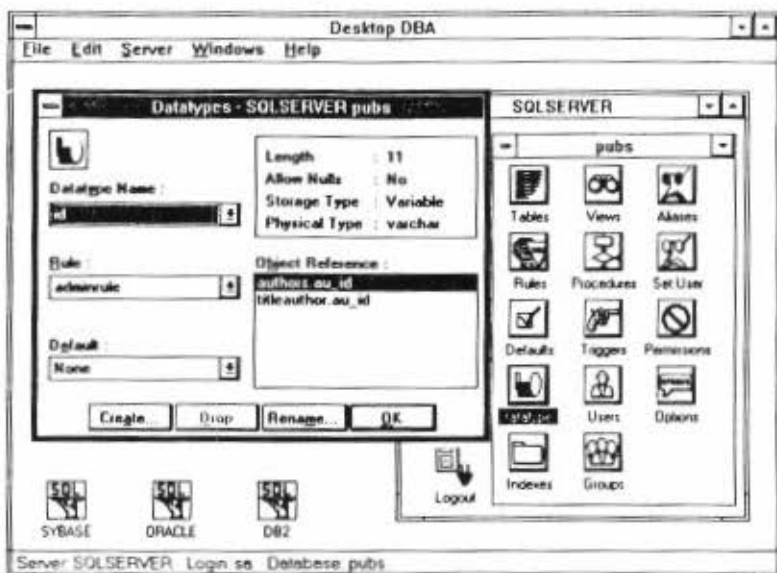 Desktop DBA
File Edit Server Windows Help
Datatypes - SQLSERVER pubs
Datatype Name :
id
Rule :
adminrule
Default :
None
Length : 11
Allow Nulls : No
Storage Type : Variable
Physical Type : varchar
Object Reference :
authors.au_id
titleauthor.au_id
Create... Drop Rename... OK
SQLSERVER
pubs
Tables Views Aliases
Rules Procedures Set User
Defaults Triggers Permissions
Users Options
Indexes Groups
Logout
SQL SQL SQL
SYBASE ORACLE DB2
Server SQLSERVER Login sa Database pubs